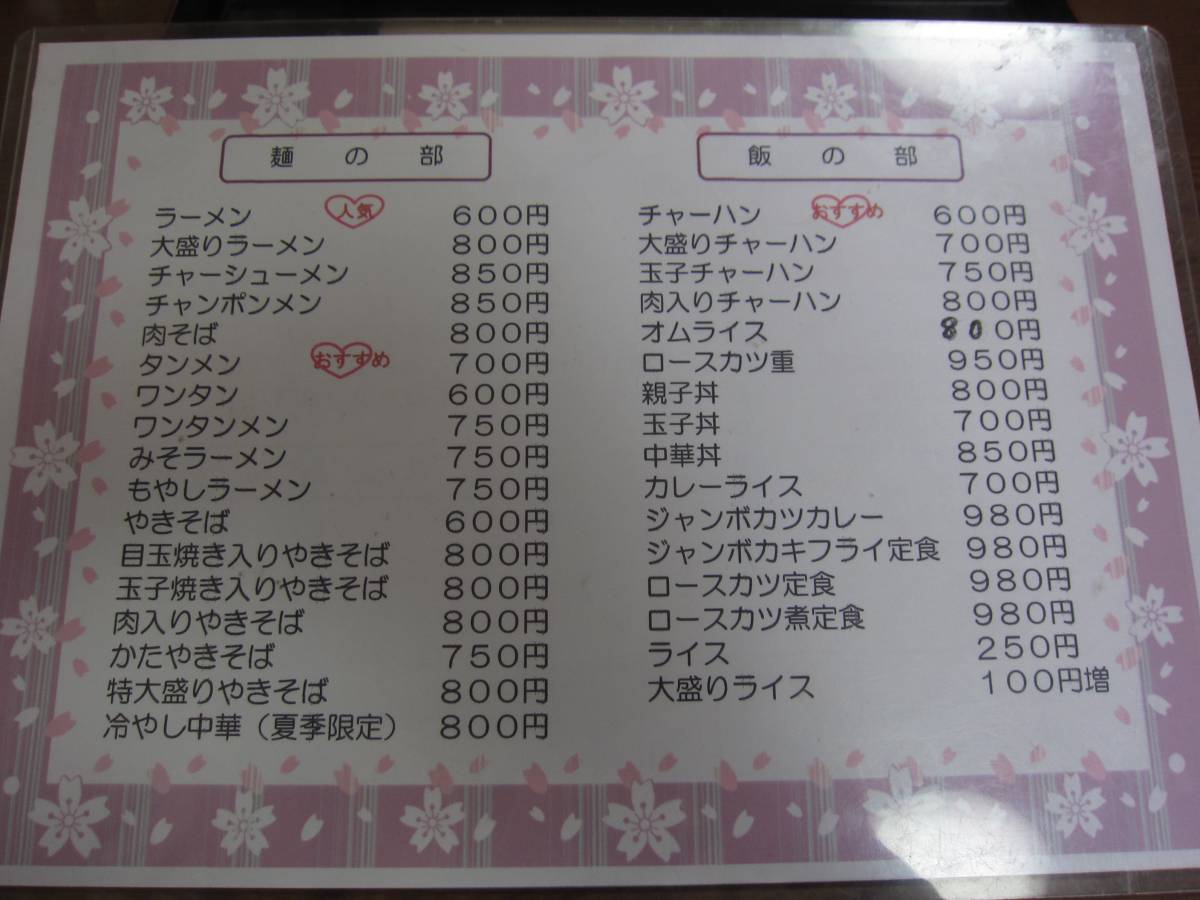 麺の部
ラーメン 人気 600円
大盛りラーメン 800円
チャーシューメン 850円
チャンポンメン 850円
肉そば 800円
タンメン おすすめ 700円
ワンタン 600円
ワンタンメン 750円
みそラーメン 750円
もやしラーメン 750円
やきそば 600円
目玉焼き入りやきそば 800円
玉子焼き入りやきそば 800円
肉入りやきそば 800円
かたやきそば 750円
特大盛りやきそば 800円
冷やし中華（夏季限定） 800円
飯の部
チャーハン おすすめ 600円
大盛りチャーハン 700円
玉子チャーハン 750円
肉入りチャーハン 800円
オムライス 800円
ロースカツ重 950円
親子丼 800円
玉子丼 700円
中華丼 850円
カレーライス 700円
ジャンボカツカレー 980円
ジャンボカキフライ定食 980円
ロースカツ定食 980円
ロースカツ煮定食 980円
ライス 250円
大盛りライス 100円増